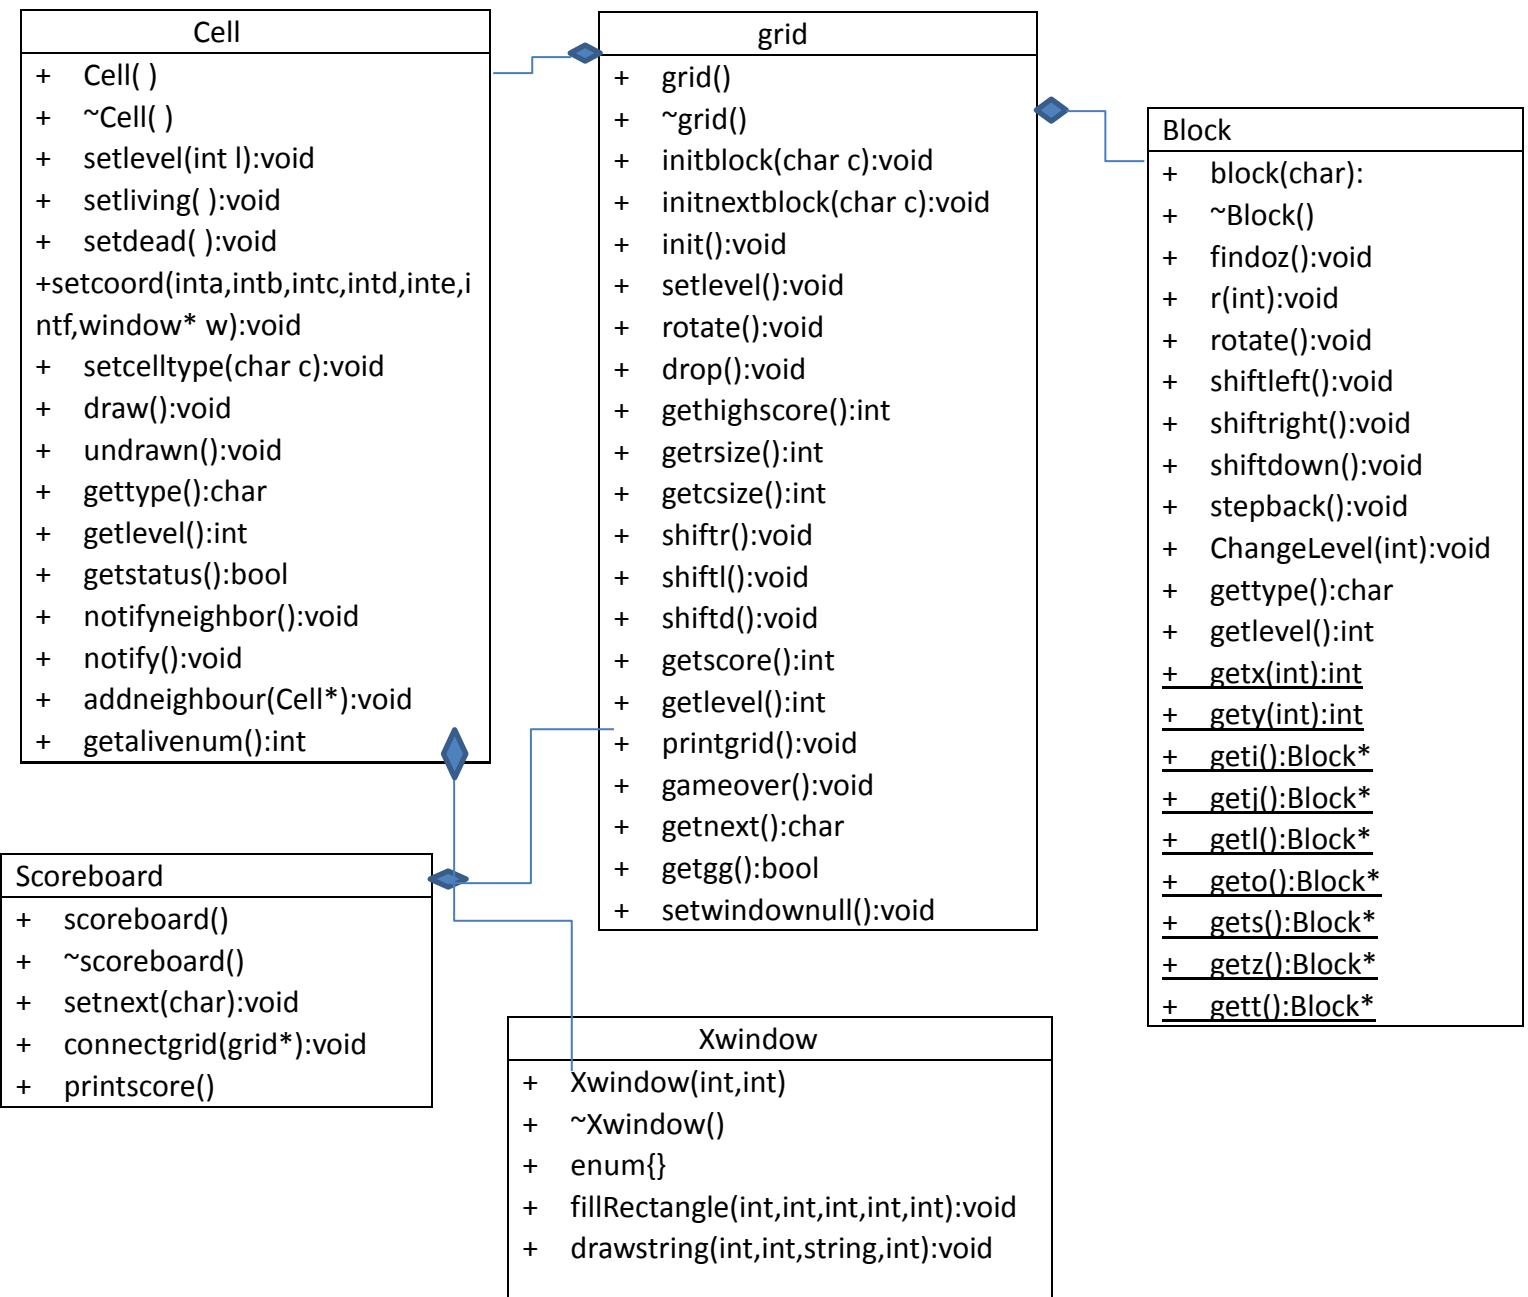 Cell
+ Cell( )
+ ~Cell( )
+ setlevel(int l):void
+ setliving( ):void
+ setdead( ):void
+setcoord(inta,intb,intc,intd,inte,i
ntf,window* w):void
+ setcelltype(char c):void
+ draw():void
+ undrawn():void
+ gettype():char
+ getlevel():int
+ getstatus():bool
+ notifyneighbor():void
+ notify():void
+ addneighbour(Cell*):void
+ getalivenum():int
grid
+ grid()
+ ~grid()
+ initblock(char c):void
+ initnextblock(char c):void
+ init():void
+ setlevel():void
+ rotate():void
+ drop():void
+ gethighscore():int
+ getrsize():int
+ getcsize():int
+ shiftr():void
+ shiftl():void
+ shiftd():void
+ getscore():int
+ getlevel():int
+ printgrid():void
+ gameover():void
+ getnext():char
+ getgg():bool
+ setwindownull():void
Block
+ block(char):
+ ~Block()
+ findoz():void
+ r(int):void
+ rotate():void
+ shiftleft():void
+ shiftright():void
+ shiftdown():void
+ stepback():void
+ ChangeLevel(int):void
+ gettype():char
+ getlevel():int
+ getx(int):int
+ gety(int):int
+ geti():Block*
+ getj():Block*
+ getl():Block*
+ geto():Block*
+ gets():Block*
+ getz():Block*
+ gett():Block*
Scoreboard
+ scoreboard()
+ ~scoreboard()
+ setnext(char):void
+ connectgrid(grid*):void
+ printscore()
Xwindow
+ Xwindow(int,int)
+ ~Xwindow()
+ enum{}
+ fillRectangle(int,int,int,int,int):void
+ drawstring(int,int,string,int):void